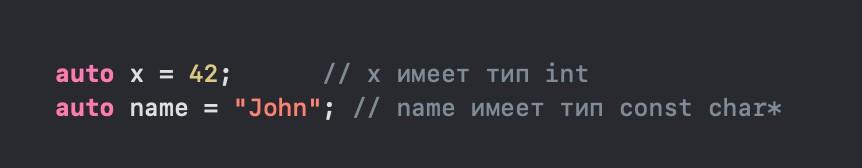 auto x = 42;      // x имеет тип int
auto name = "John"; // name имеет тип const char*